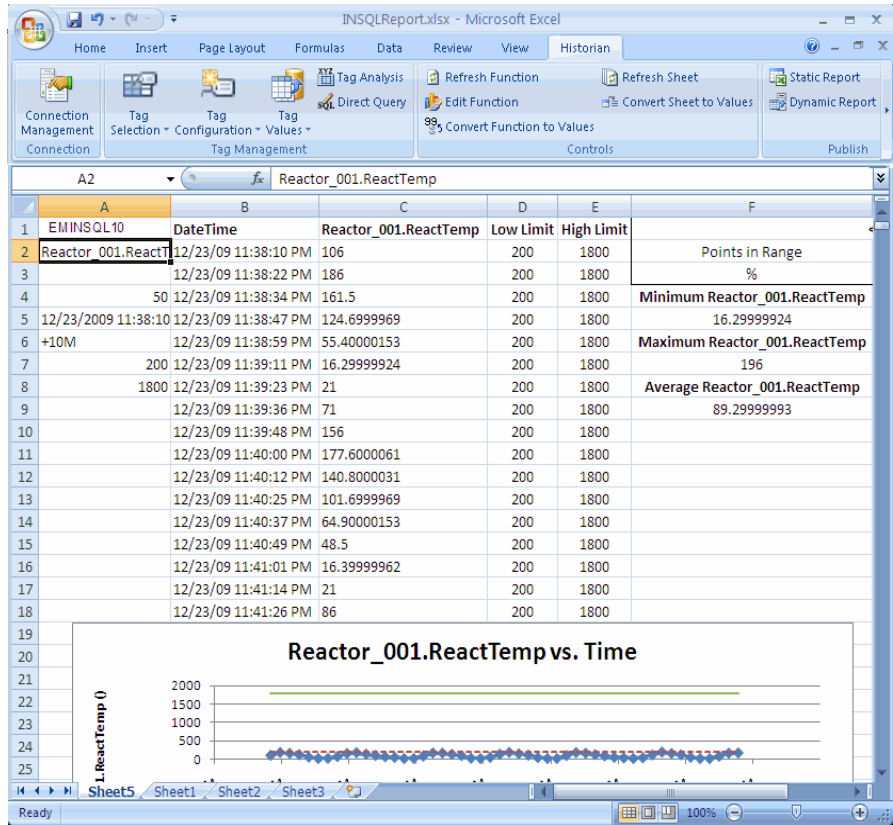 INSQLReport.xlsx - Microsoft Excel
Home Insert Page Layout Formulas Data Review View Historian
Connection Management
Tag Selection
Tag Configuration
Tag Values
XYZ Tag Analysis
SQL Direct Query
Refresh Function
Edit Function
Convert Function to Values
Refresh Sheet
Convert Sheet to Values
Static Report
Dynamic Report
Connection Tag Management Controls Publish
A2 fx Reactor_001.ReactTemp
A B C D E F
1 EMINSQL10 DateTime Reactor_001.ReactTemp Low Limit High Limit
2 Reactor_001.ReactT 12/23/09 11:38:10 PM 106 200 1800 Points in Range
3 12/23/09 11:38:22 PM 186 200 1800 %
4 50 12/23/09 11:38:34 PM 161.5 200 1800 Minimum Reactor_001.ReactTemp
5 12/23/2009 11:38:10 12/23/09 11:38:47 PM 124.6999969 200 1800 16.29999924
6 +10M 12/23/09 11:38:59 PM 55.40000153 200 1800 Maximum Reactor_001.ReactTemp
7 200 12/23/09 11:39:11 PM 16.29999924 200 1800 196
8 1800 12/23/09 11:39:23 PM 21 200 1800 Average Reactor_001.ReactTemp
9 12/23/09 11:39:36 PM 71 200 1800 89.29999993
10 12/23/09 11:39:48 PM 156 200 1800
11 12/23/09 11:40:00 PM 177.6000061 200 1800
12 12/23/09 11:40:12 PM 140.8000031 200 1800
13 12/23/09 11:40:25 PM 101.6999969 200 1800
14 12/23/09 11:40:37 PM 64.90000153 200 1800
15 12/23/09 11:40:49 PM 48.5 200 1800
16 12/23/09 11:41:01 PM 16.39999962 200 1800
17 12/23/09 11:41:14 PM 21 200 1800
18 12/23/09 11:41:26 PM 86 200 1800
19
20
21
22
23
24
25
Reactor_001.ReactTemp vs. Time
1.ReactTemp ()
2000
1500
1000
500
0
Sheet5 Sheet1 Sheet2 Sheet3
Ready 100%